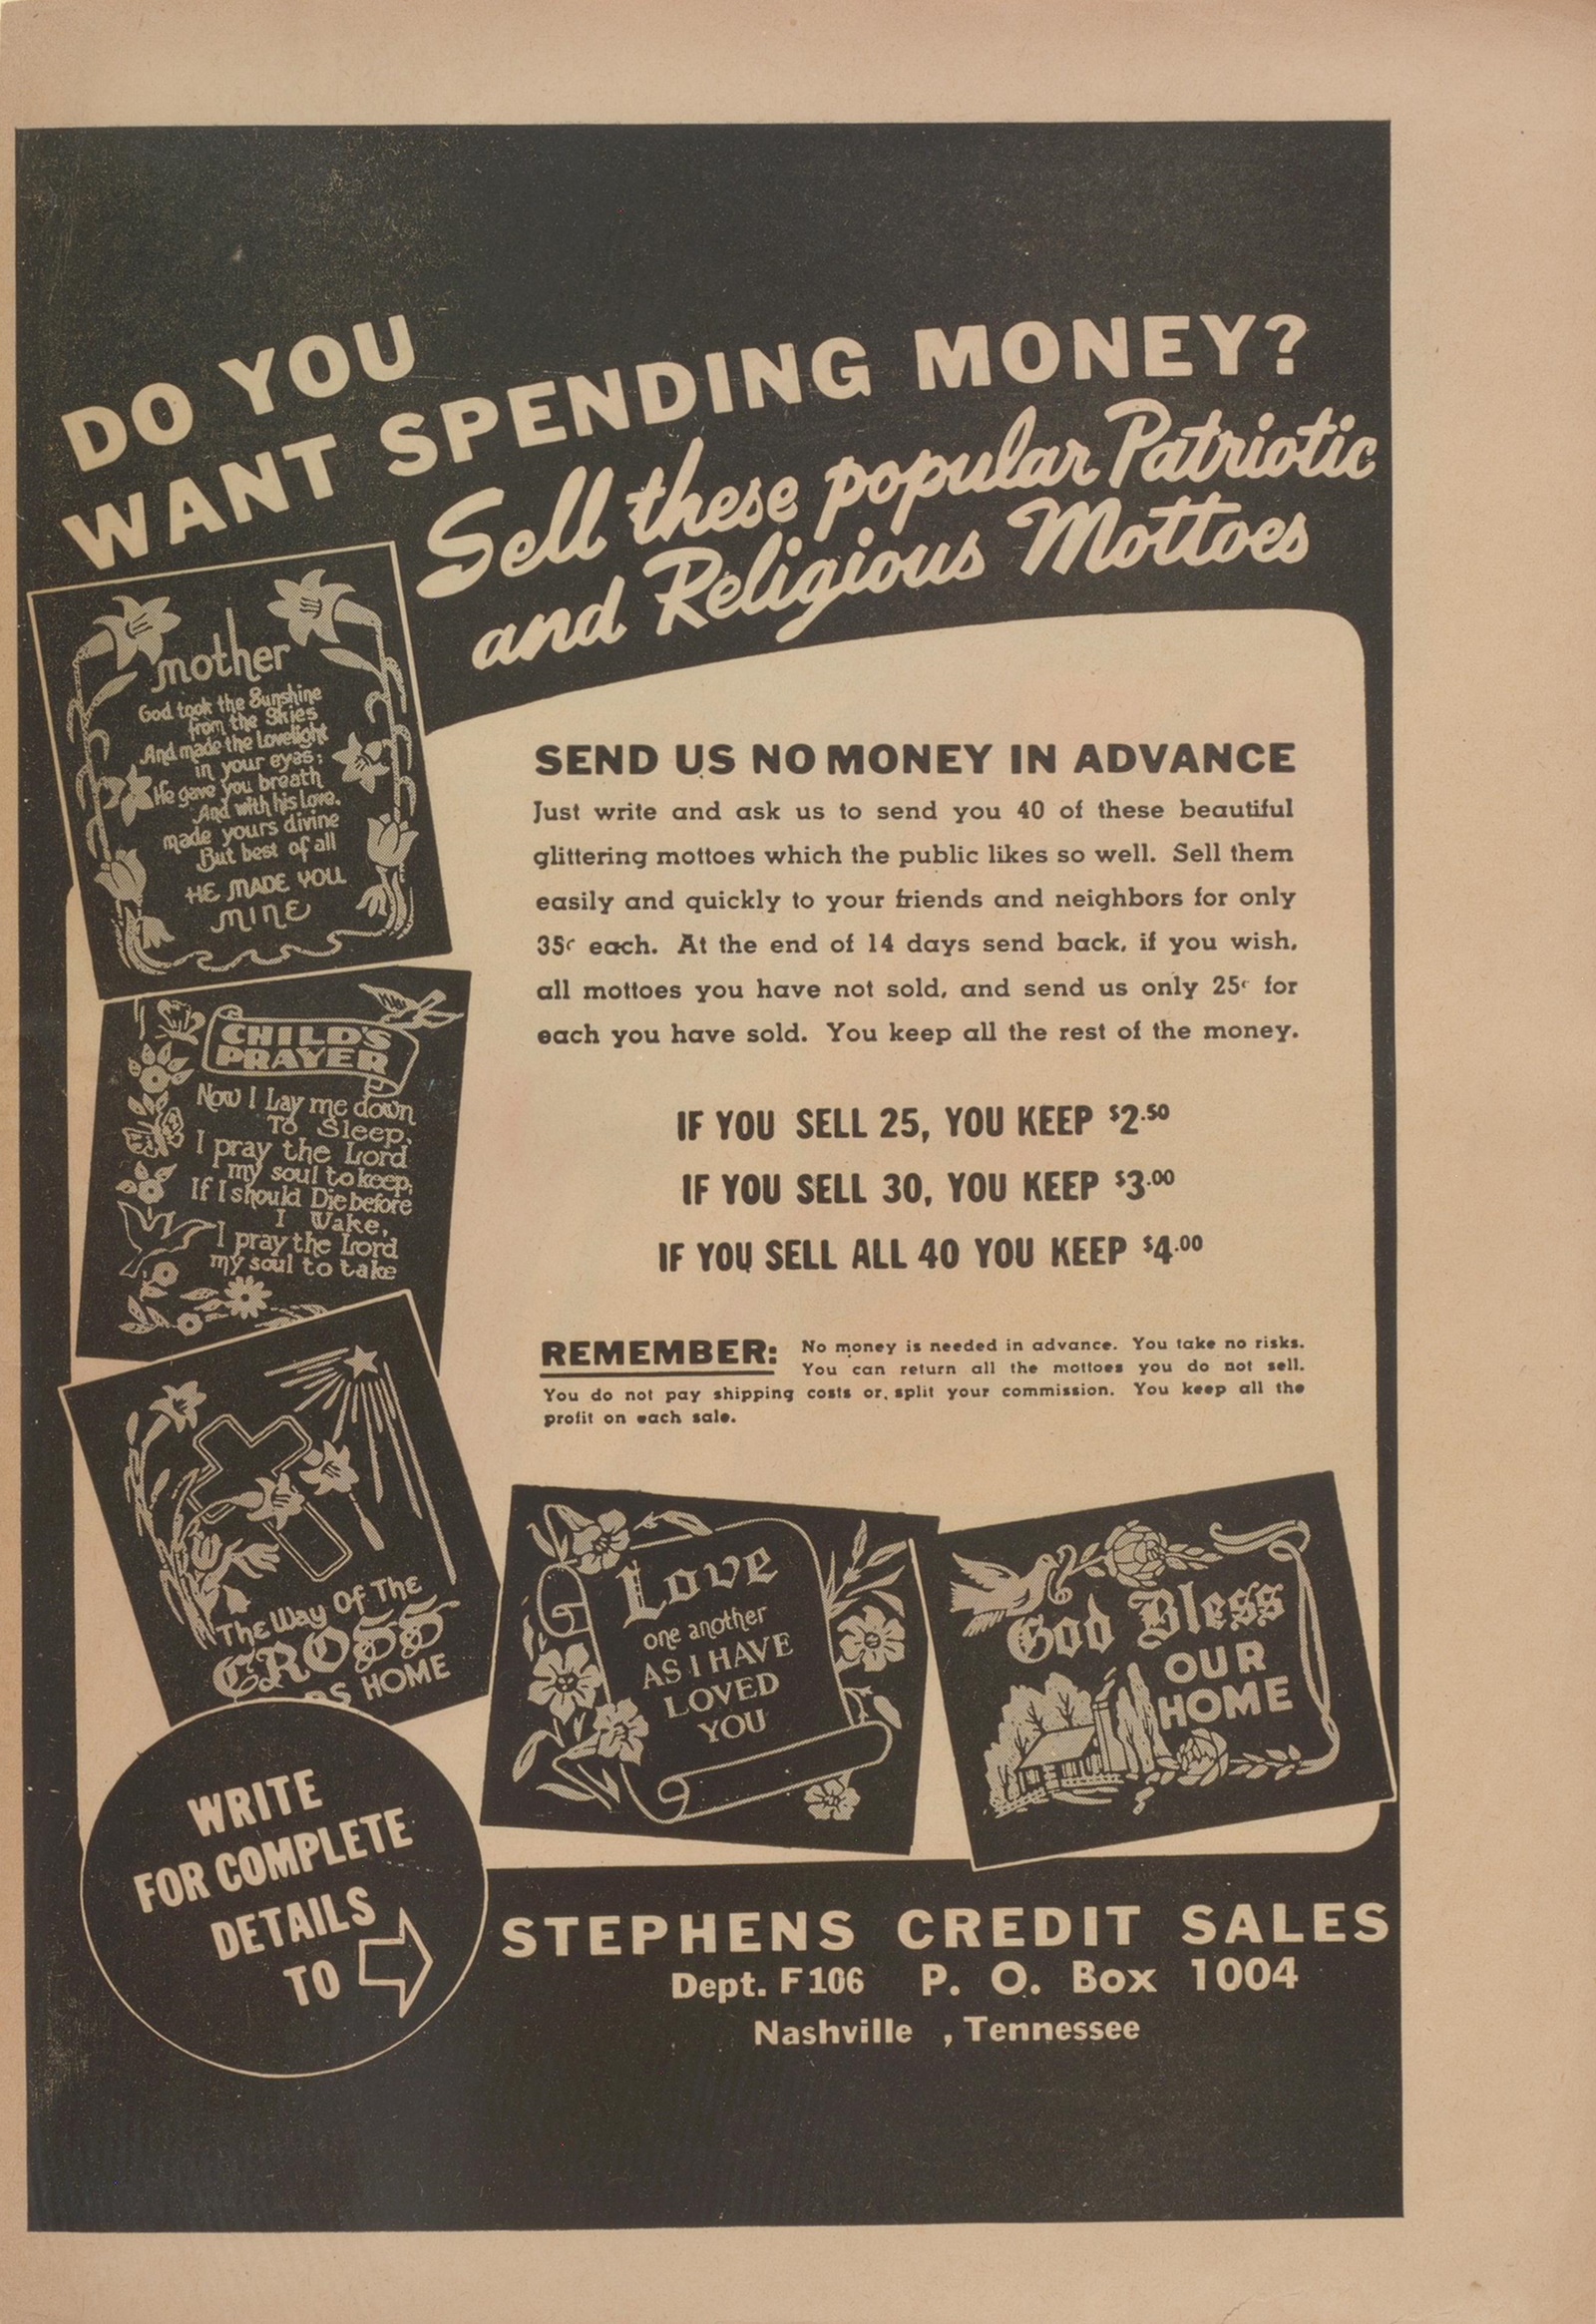 DO YOU
WANT SPENDING MONEY?
Sell these popular Patriotic
and Religious Mottoes
mother
God took the Sunshine
from the Skies
And made the Lovelight
in your eyes;
He gave you breath
And with his love,
made yours divine
But best of all
HE MADE YOU
MINE
CHILD'S
PRAYER
Now I Lay me down
To Sleep,
I pray the Lord
my soul to keep,
If I should Die before
I Wake,
I pray the Lord
my soul to take
The Way Of The
CROSS
DS HOME
SEND US NO MONEY IN ADVANCE
Just write and ask us to send you 40 of these beautiful
glittering mottoes which the public likes so well. Sell them
easily and quickly to your friends and neighbors for only
35c each. At the end of 14 days send back, if you wish,
all mottoes you have not sold, and send us only 25c for
each you have sold. You keep all the rest of the money.
IF YOU SELL 25, YOU KEEP $2.50
IF YOU SELL 30, YOU KEEP $3.00
IF YOU SELL ALL 40 YOU KEEP $4.00
REMEMBER: No money is needed in advance. You take no risks.
You can return all the mottoes you do not sell.
You do not pay shipping costs or split your commission. You keep all the
profit on each sale.
Love
one another
AS I HAVE
LOVED
YOU
God Bless
OUR
HOME
WRITE
FOR COMPLETE
DETAILS
TO
STEPHENS CREDIT SALES
Dept. F106 P. O. Box 1004
Nashville , Tennessee